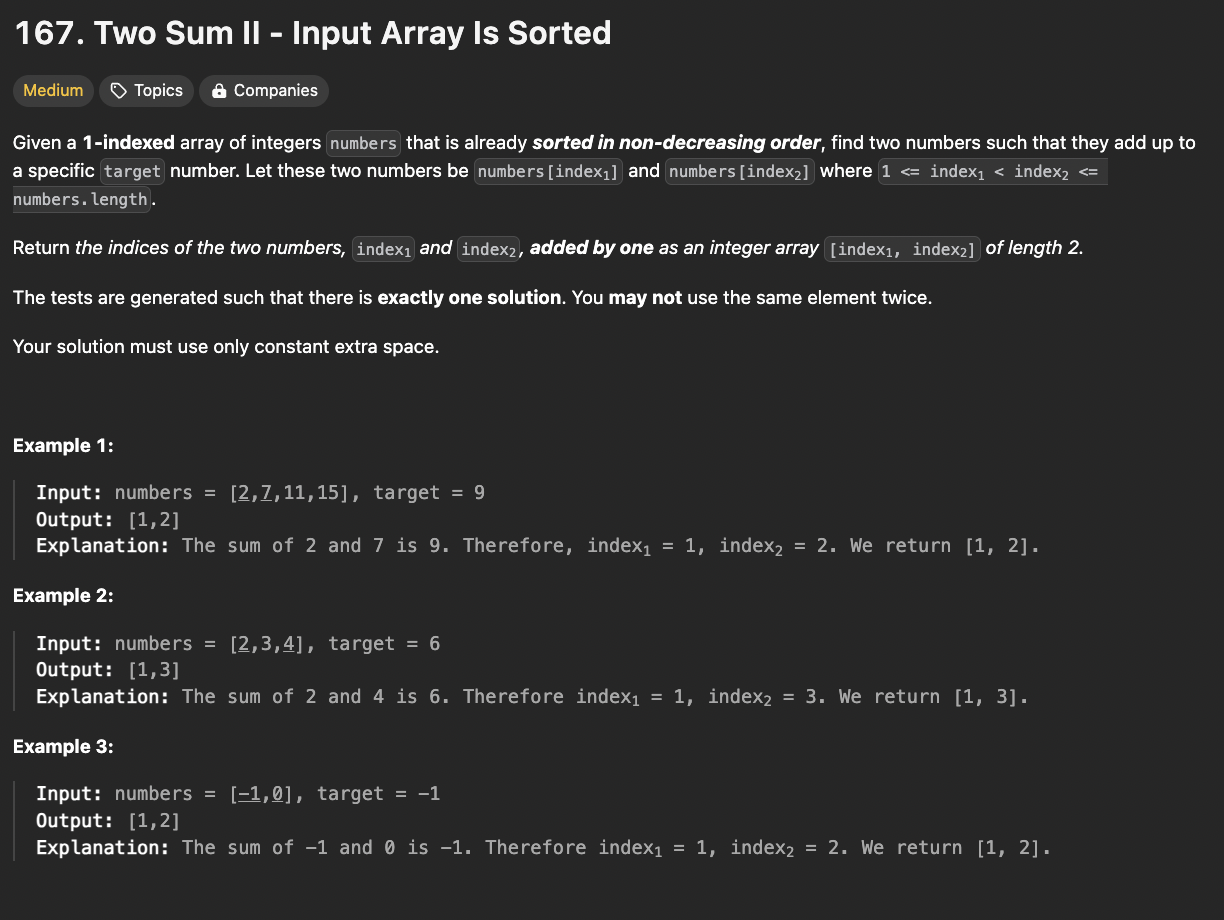 167. Two Sum II - Input Array Is Sorted
Medium Topics Companies
Given a 1-indexed array of integers numbers that is already sorted in non-decreasing order, find two numbers such that they add up to
a specific target number. Let these two numbers be numbers[index₁] and numbers[index₂] where 1 <= index₁ < index₂ <=
numbers.length.
Return the indices of the two numbers, index₁ and index₂, added by one as an integer array [index₁, index₂] of length 2.
The tests are generated such that there is exactly one solution. You may not use the same element twice.
Your solution must use only constant extra space.
Example 1:
Input: numbers = [2,7,11,15], target = 9
Output: [1,2]
Explanation: The sum of 2 and 7 is 9. Therefore, index₁ = 1, index₂ = 2. We return [1, 2].
Example 2:
Input: numbers = [2,3,4], target = 6
Output: [1,3]
Explanation: The sum of 2 and 4 is 6. Therefore index₁ = 1, index₂ = 3. We return [1, 3].
Example 3:
Input: numbers = [-1,0], target = -1
Output: [1,2]
Explanation: The sum of -1 and 0 is -1. Therefore index₁ = 1, index₂ = 2. We return [1, 2].